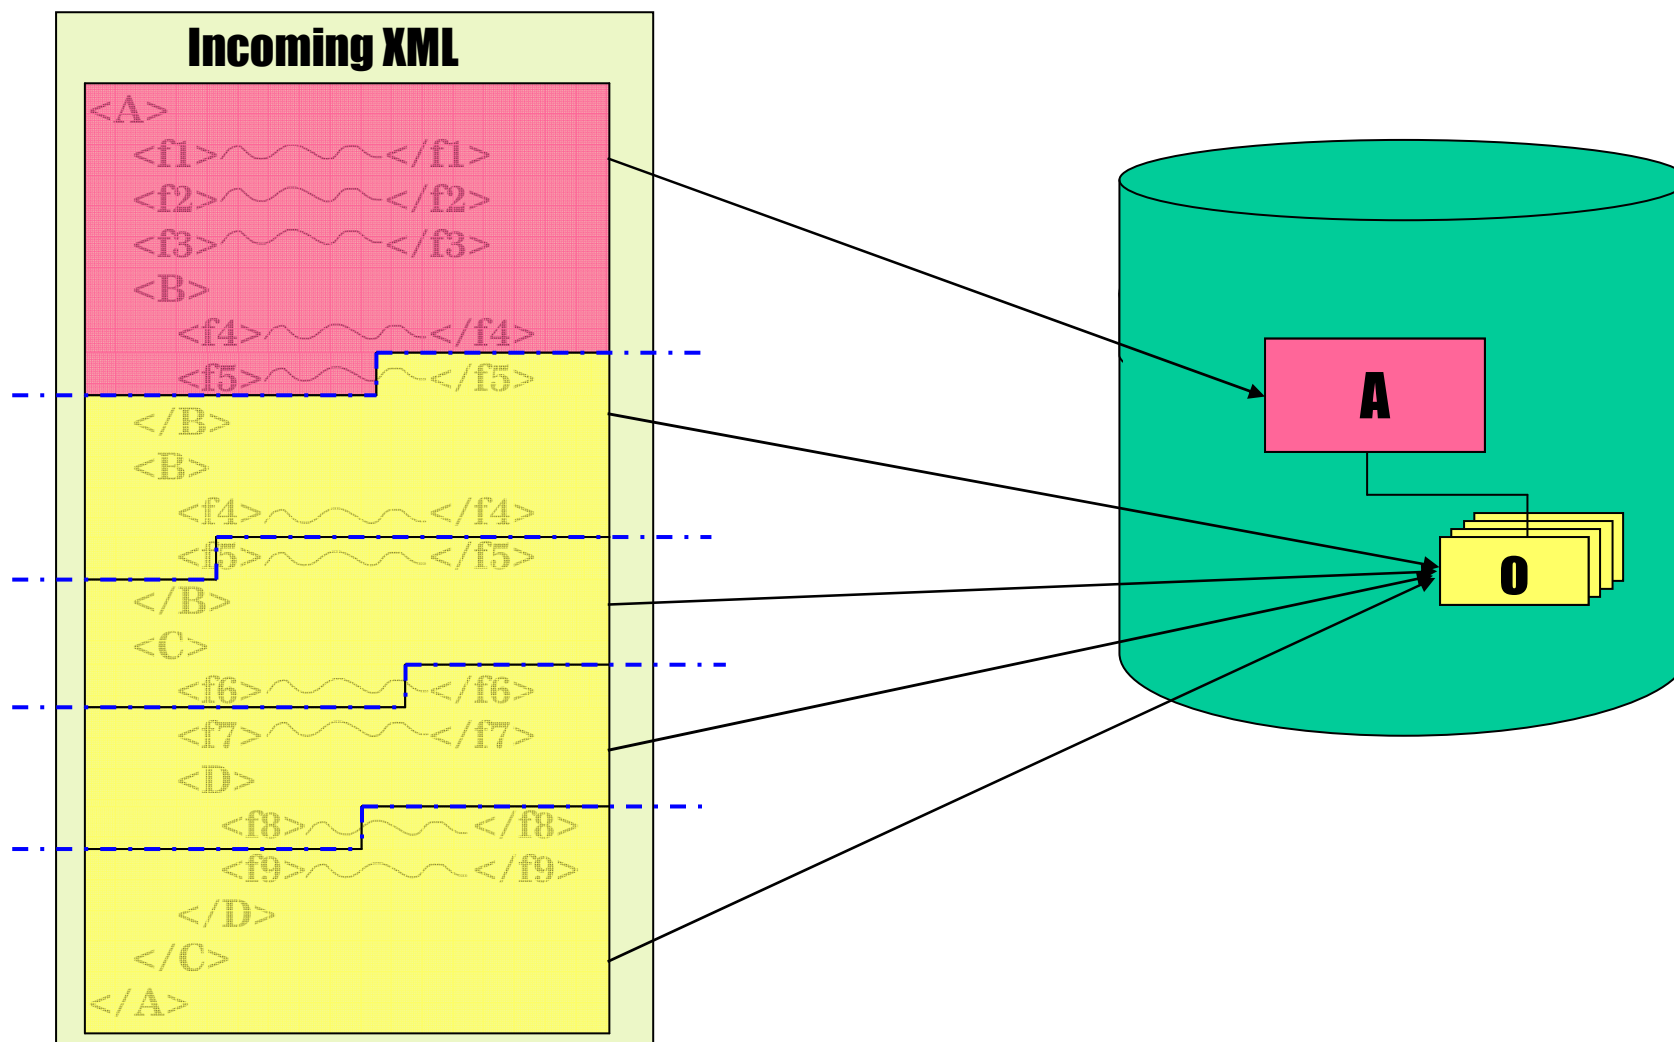 Incoming XML
<A>
<f1></f1>
<f2></f2>
<f3></f3>
<B>
<f4></f4>
<f5></f5>
</B>
<B>
<f4></f4>
<f5></f5>
</B>
<C>
<f6></f6>
<f7></f7>
<D>
<f8></f8>
<f9></f9>
</D>
</C>
</A>
A
O